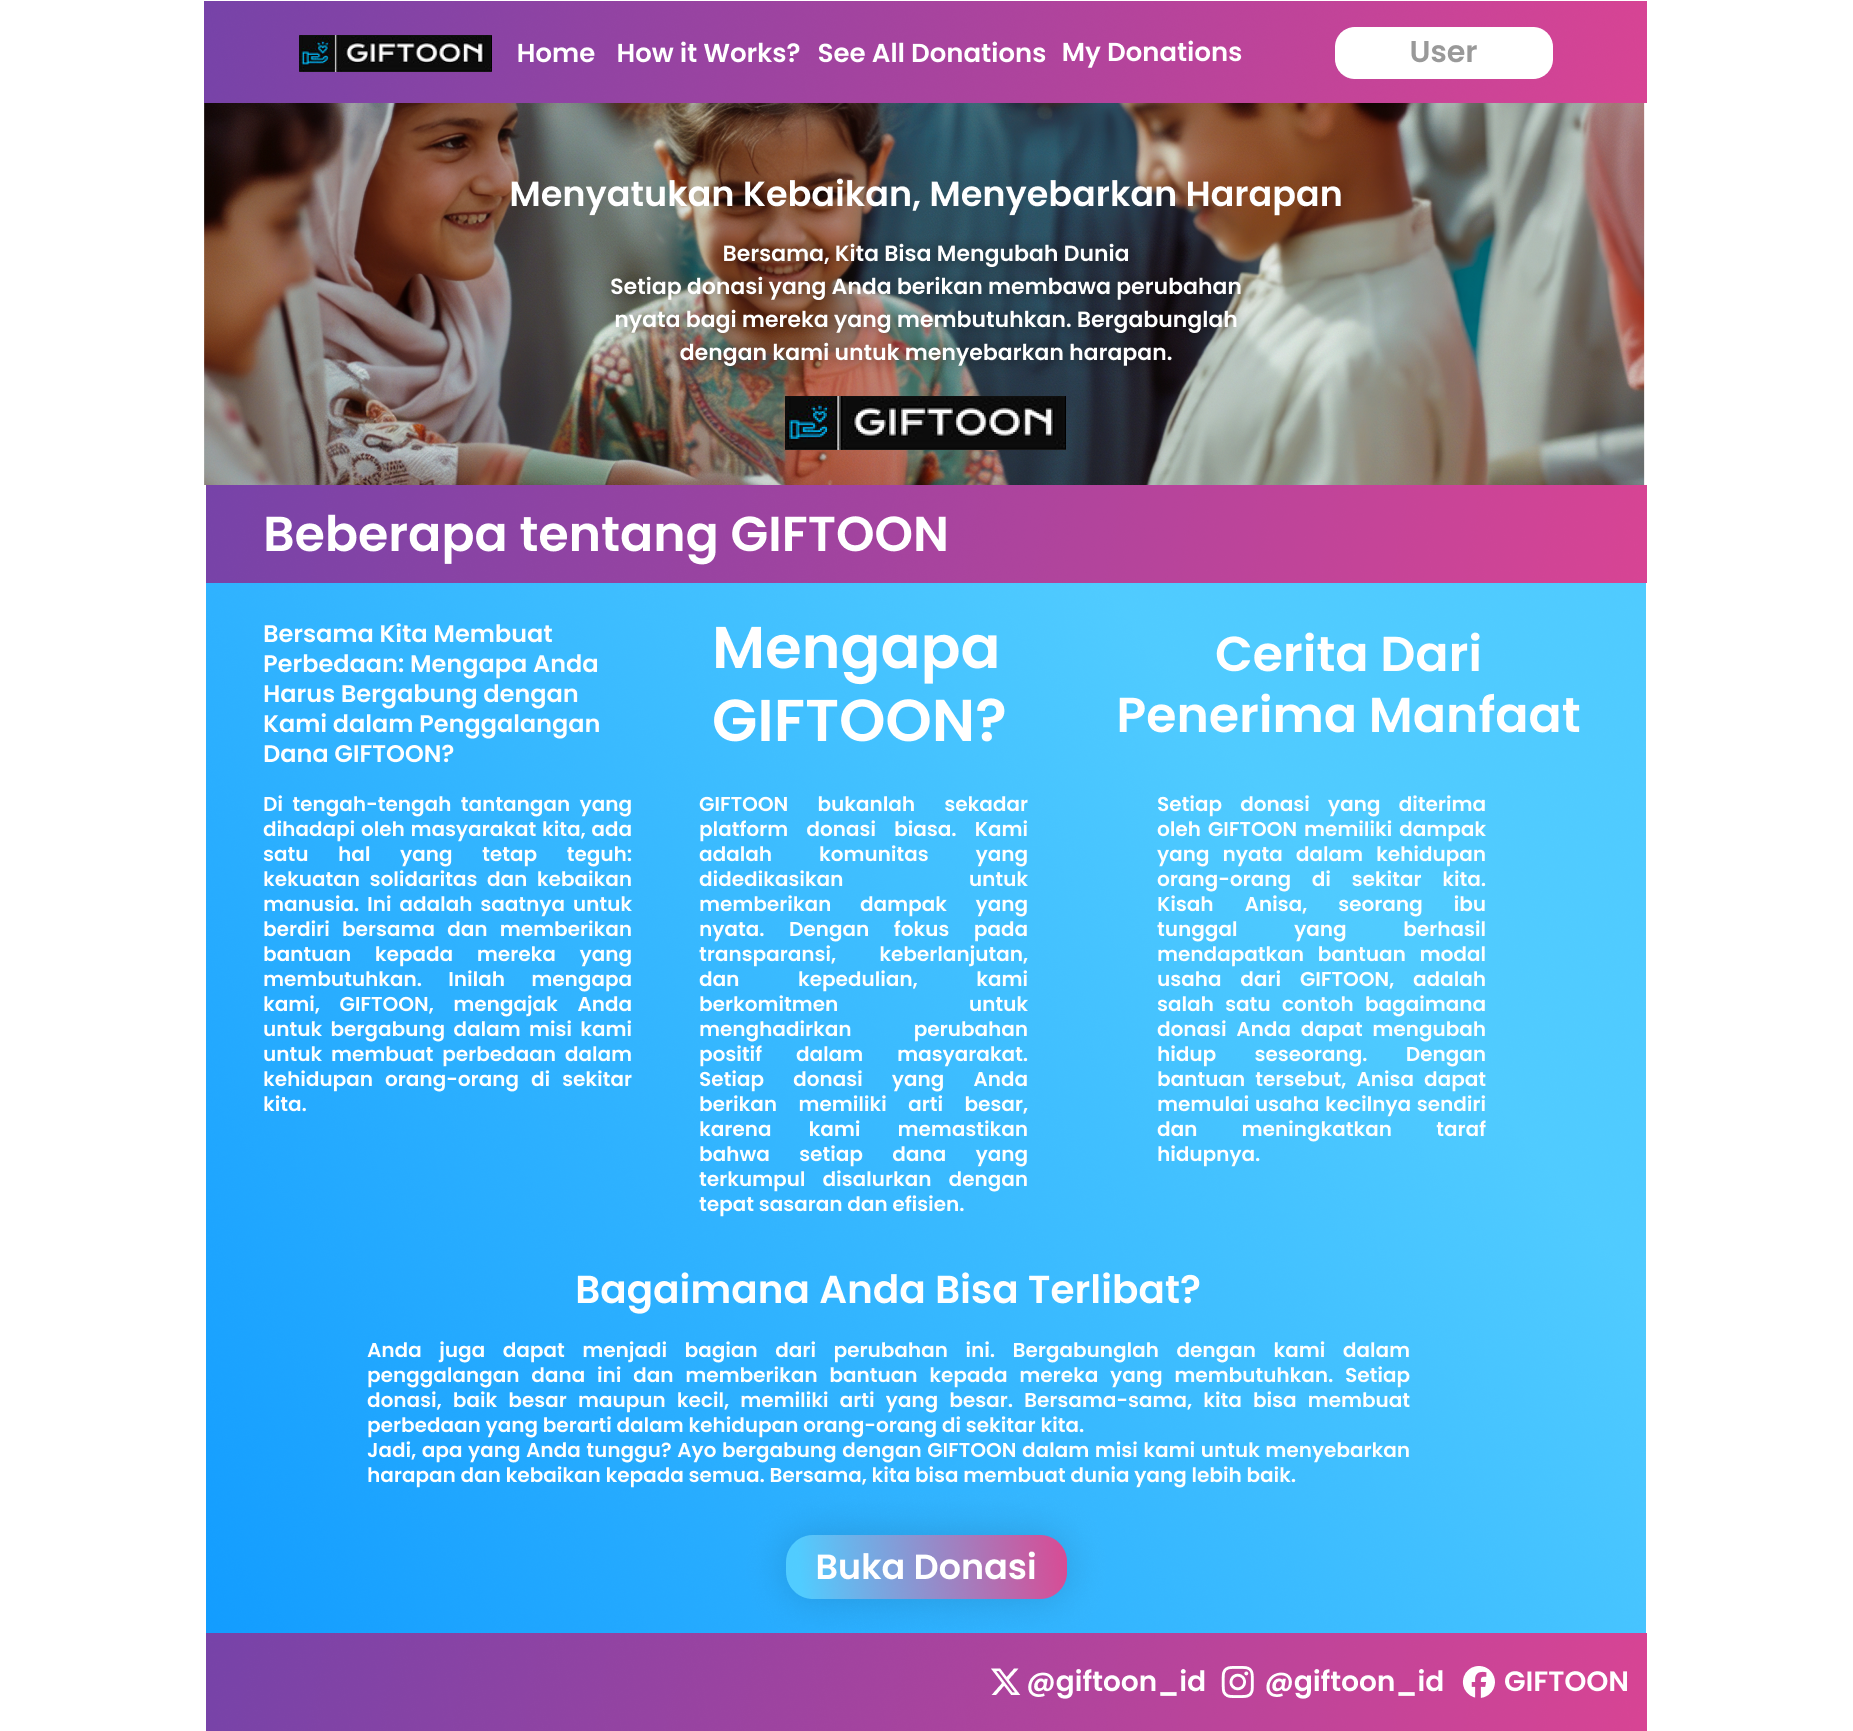 GIFTOON
Home
How it Works?
See All Donations
My Donations
User
Menyatukan Kebaikan, Menyebarkan Harapan
Bersama, Kita Bisa Mengubah Dunia
Setiap donasi yang Anda berikan membawa perubahan
nyata bagi mereka yang membutuhkan. Bergabunglah
dengan kami untuk menyebarkan harapan.
GIFTOON
Beberapa tentang GIFTOON
Bersama Kita Membuat
Perbedaan: Mengapa Anda
Harus Bergabung dengan
Kami dalam Penggalangan
Dana GIFTOON?
Di tengah-tengah tantangan yang
dihadapi oleh masyarakat kita, ada
satu hal yang tetap teguh:
kekuatan solidaritas dan kebaikan
manusia. Ini adalah saatnya untuk
berdiri bersama dan memberikan
bantuan kepada mereka yang
membutuhkan. Inilah mengapa
kami, GIFTOON, mengajak Anda
untuk bergabung dalam misi kami
untuk membuat perbedaan dalam
kehidupan orang-orang di sekitar
kita.
Mengapa
GIFTOON?
GIFTOON bukanlah sekadar
platform donasi biasa. Kami
adalah komunitas yang
didedikasikan untuk
memberikan dampak yang
nyata. Dengan fokus pada
transparansi, keberlanjutan,
dan kepedulian, kami
berkomitmen untuk
menghadirkan perubahan
positif dalam masyarakat.
Setiap donasi yang Anda
berikan memiliki arti besar,
karena kami memastikan
bahwa setiap dana yang
terkumpul disalurkan dengan
tepat sasaran dan efisien.
Cerita Dari
Penerima Manfaat
Setiap donasi yang diterima
oleh GIFTOON memiliki dampak
yang nyata dalam kehidupan
orang-orang di sekitar kita.
Kisah Anisa, seorang ibu
tunggal yang berhasil
mendapatkan bantuan modal
usaha dari GIFTOON, adalah
salah satu contoh bagaimana
donasi Anda dapat mengubah
hidup seseorang. Dengan
bantuan tersebut, Anisa dapat
memulai usaha kecilnya sendiri
dan meningkatkan taraf
hidupnya.
Bagaimana Anda Bisa Terlibat?
Anda juga dapat menjadi bagian dari perubahan ini. Bergabunglah dengan kami dalam
penggalangan dana ini dan memberikan bantuan kepada mereka yang membutuhkan. Setiap
donasi, baik besar maupun kecil, memiliki arti yang besar. Bersama-sama, kita bisa membuat
perbedaan yang berarti dalam kehidupan orang-orang di sekitar kita.
Jadi, apa yang Anda tunggu? Ayo bergabung dengan GIFTOON dalam misi kami untuk menyebarkan
harapan dan kebaikan kepada semua. Bersama, kita bisa membuat dunia yang lebih baik.
Buka Donasi
@giftoon_id
@giftoon_id
GIFTOON